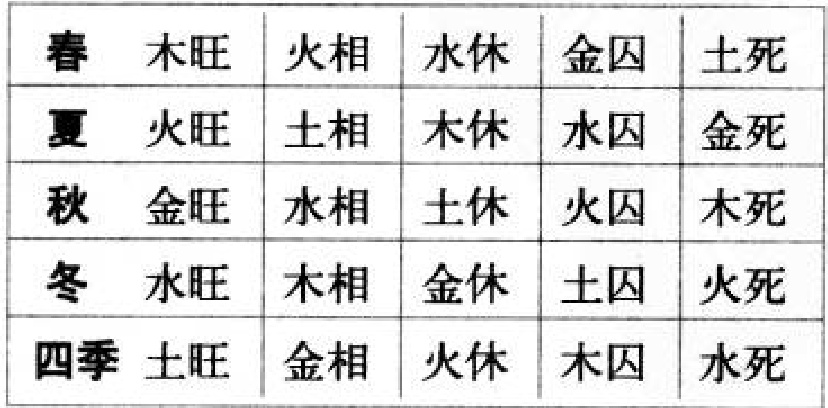 春 木旺 火相 水休 金囚 土死
夏 火旺 土相 木休 水囚 金死
秋 金旺 水相 土休 火囚 木死
冬 水旺 木相 金休 土囚 火死
四季 土旺 金相 火休 木囚 水死